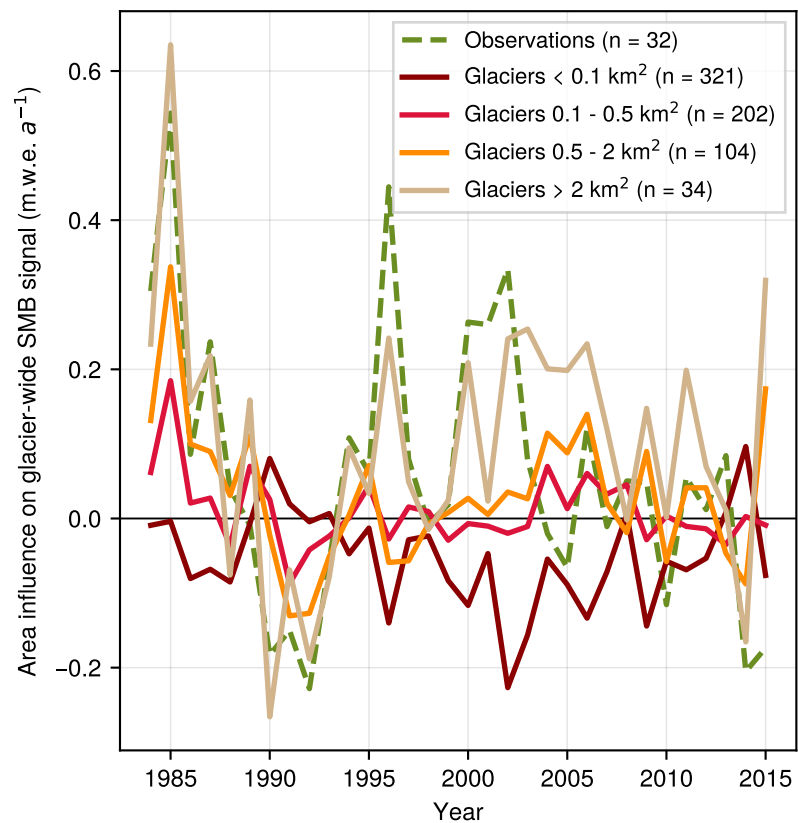 Observations (n = 32)
Glaciers < 0.1 km² (n = 321)
Glaciers 0.1 - 0.5 km² (n = 202)
Glaciers 0.5 - 2 km² (n = 104)
Glaciers > 2 km² (n = 34)
Area influence on glacier-wide SMB signal (m.w.e. a⁻¹)
0.6
0.4
0.2
0.0
−0.2
1985 1990 1995 2000 2005 2010 2015
Year